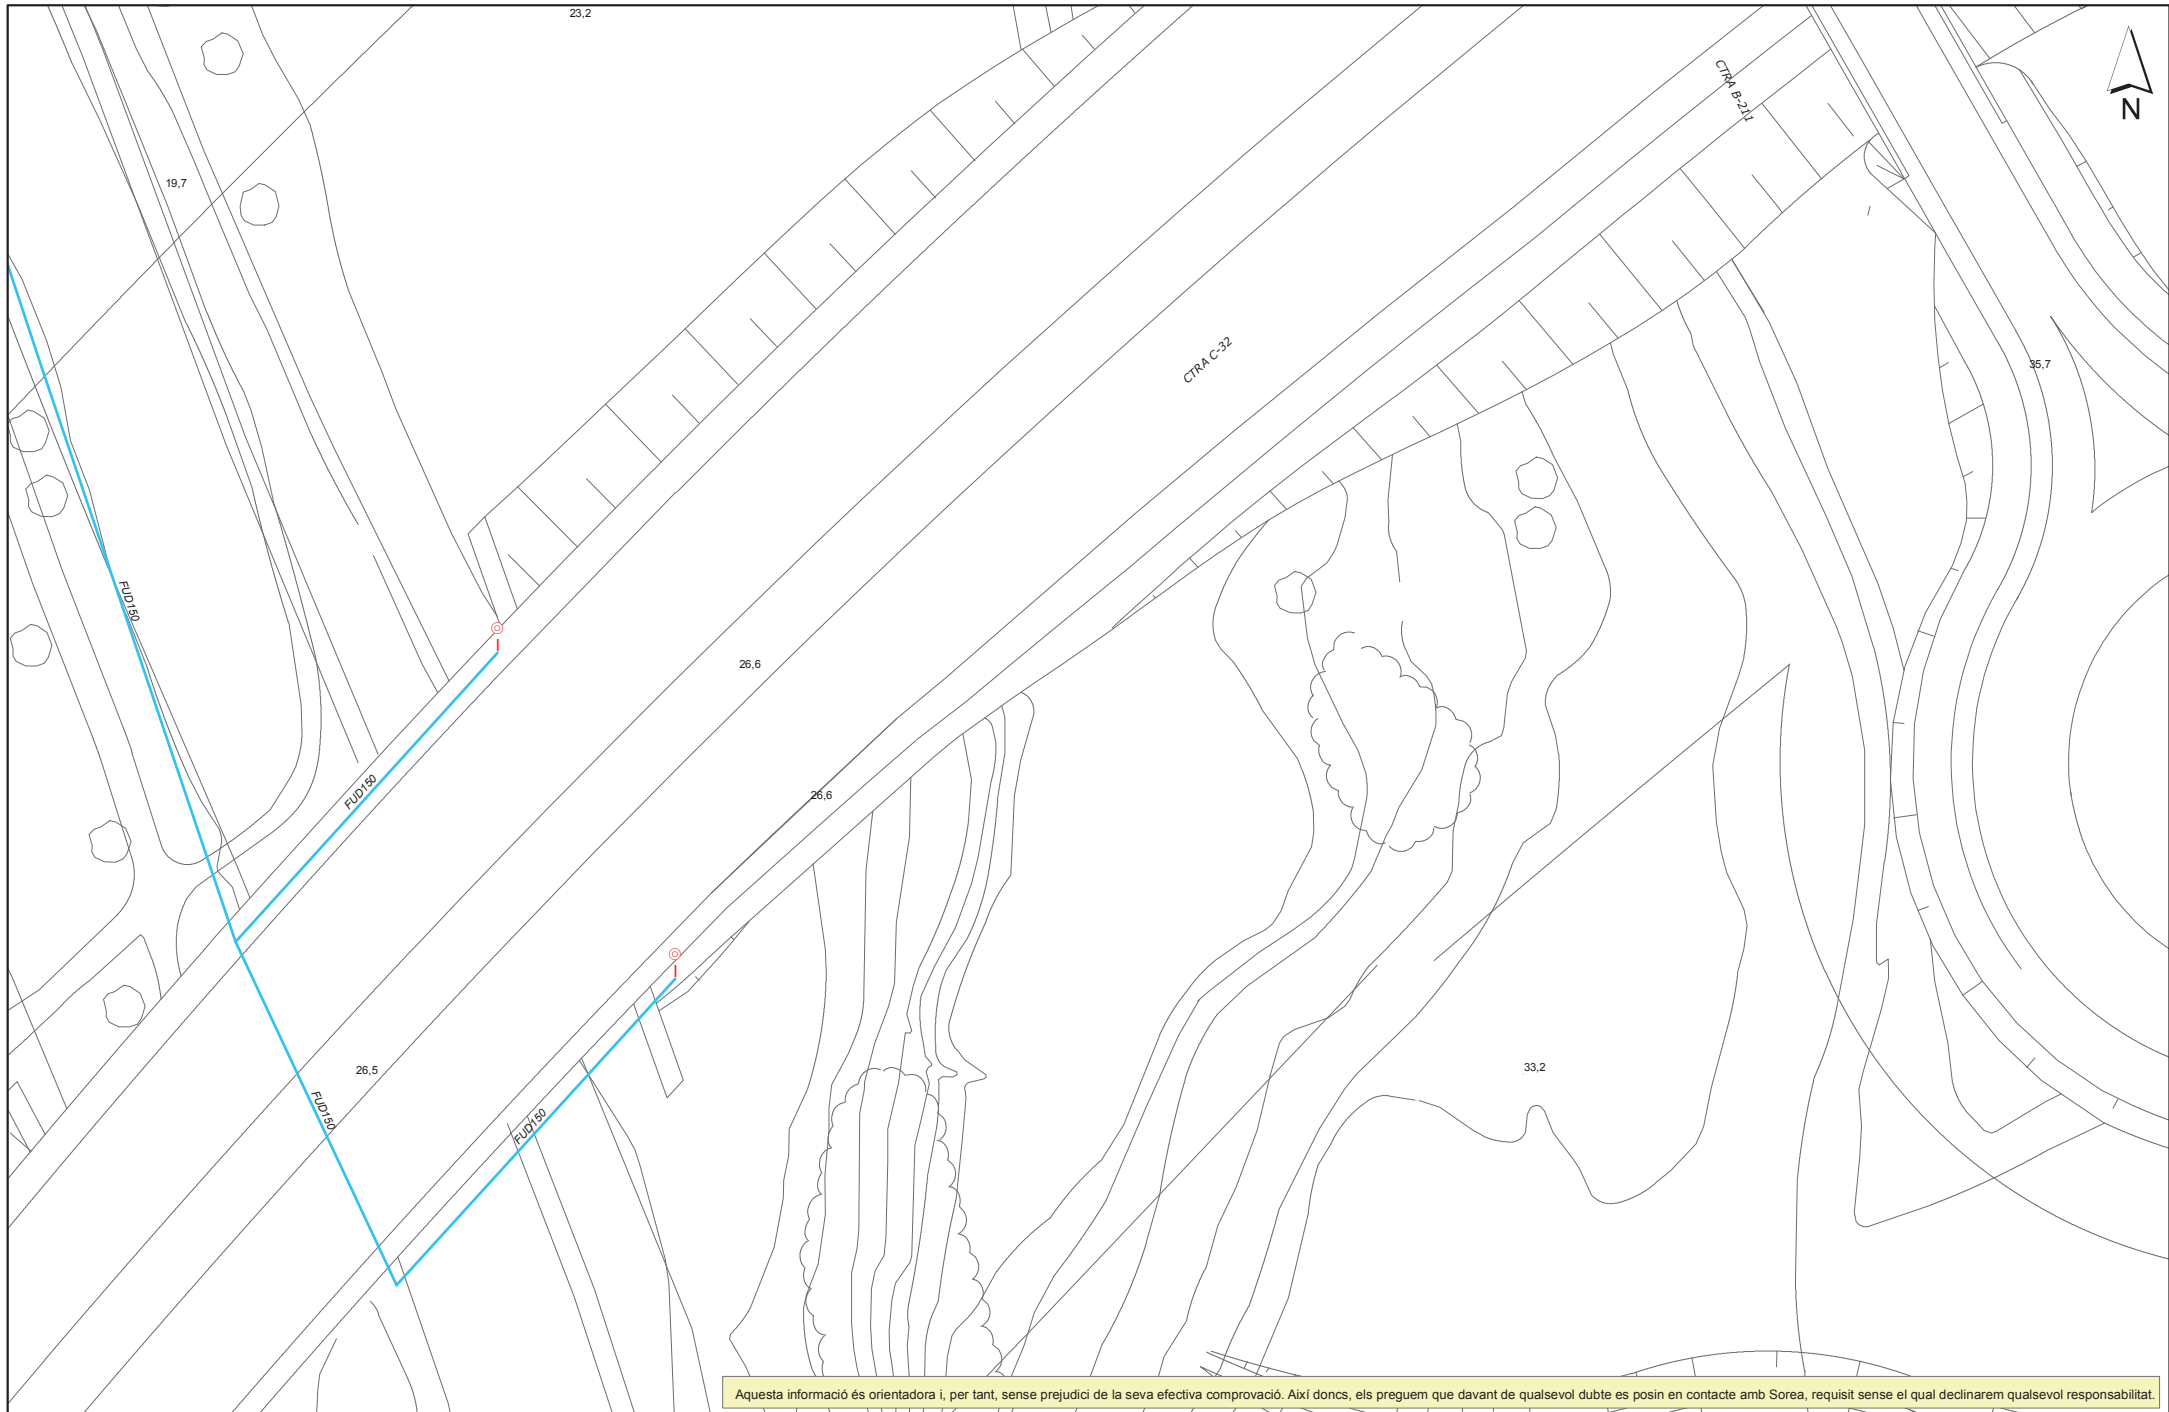 23,2
CTRA B-211
N
19,7
CTRA C-32
35,7
FUD150
26,6
FUD150
26,6
26,5
33,2
FUD150
FUD150
Aquesta informació és orientadora i, per tant, sense prejudici de la seva efectiva comprovació. Així doncs, els preguem que davant de qualsevol dubte es posin en contacte amb Sorea, requisit sense el qual declinarem qualsevol responsabilitat.